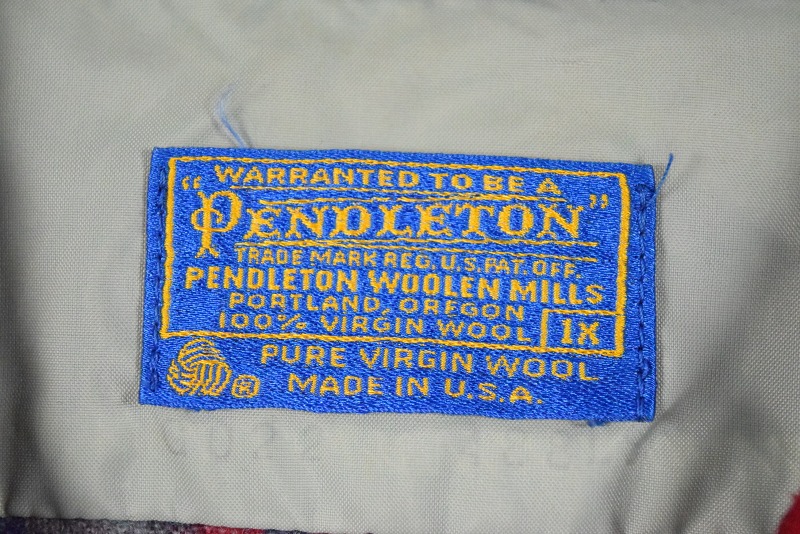 WARRANTED TO BE A
"PENDLETON"
TRADE MARK REG. U.S. PAT. OFF.
PENDLETON WOOLEN MILLS
PORTLAND, OREGON
100% VIRGIN WOOL 1X
PURE VIRGIN WOOL
® MADE IN U.S.A.